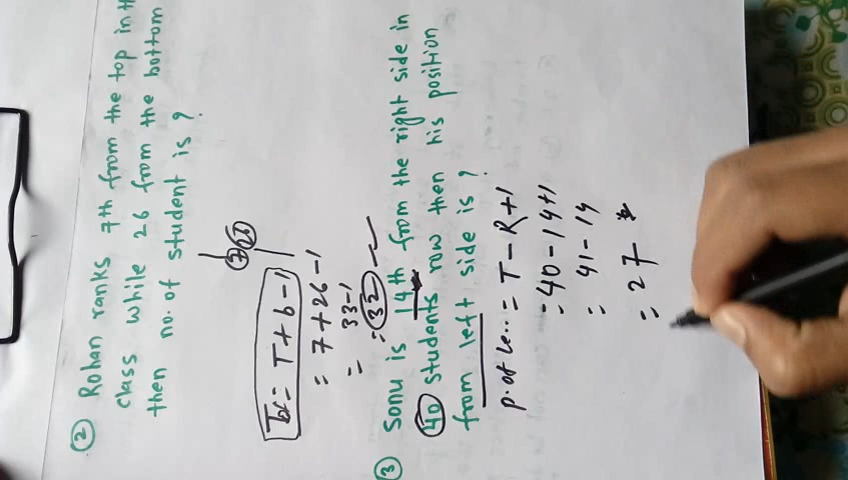 ② Rohan ranks 7th from the top in
class while 26 from the bottom
then no. of student is ?
7 26
= T + b - 1
= 7 + 26 - 1
= 33-1
= 32
③ Sonu is 14th from the right side in
40 students row then his position
from left side is ?
p. of Le.. = T - R + 1
= 40 - 14 + 1
= 41 - 14
= 27